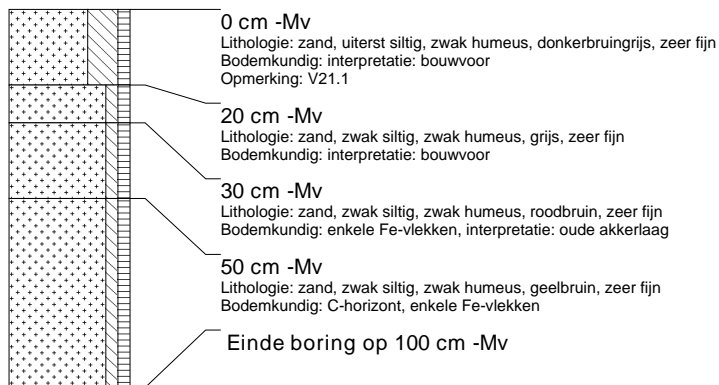 0 cm -Mv
Lithologie: zand, uiterst siltig, zwak humeus, donkerbruingrijs, zeer fijn
Bodemkundig: interpretatie: bouwvoor
Opmerking: V21.1
20 cm -Mv
Lithologie: zand, zwak siltig, zwak humeus, grijs, zeer fijn
Bodemkundig: interpretatie: bouwvoor
30 cm -Mv
Lithologie: zand, zwak siltig, zwak humeus, roodbruin, zeer fijn
Bodemkundig: enkele Fe-vlekken, interpretatie: oude akkerlaag
50 cm -Mv
Lithologie: zand, zwak siltig, zwak humeus, geelbruin, zeer fijn
Bodemkundig: C-horizont, enkele Fe-vlekken
Einde boring op 100 cm -Mv